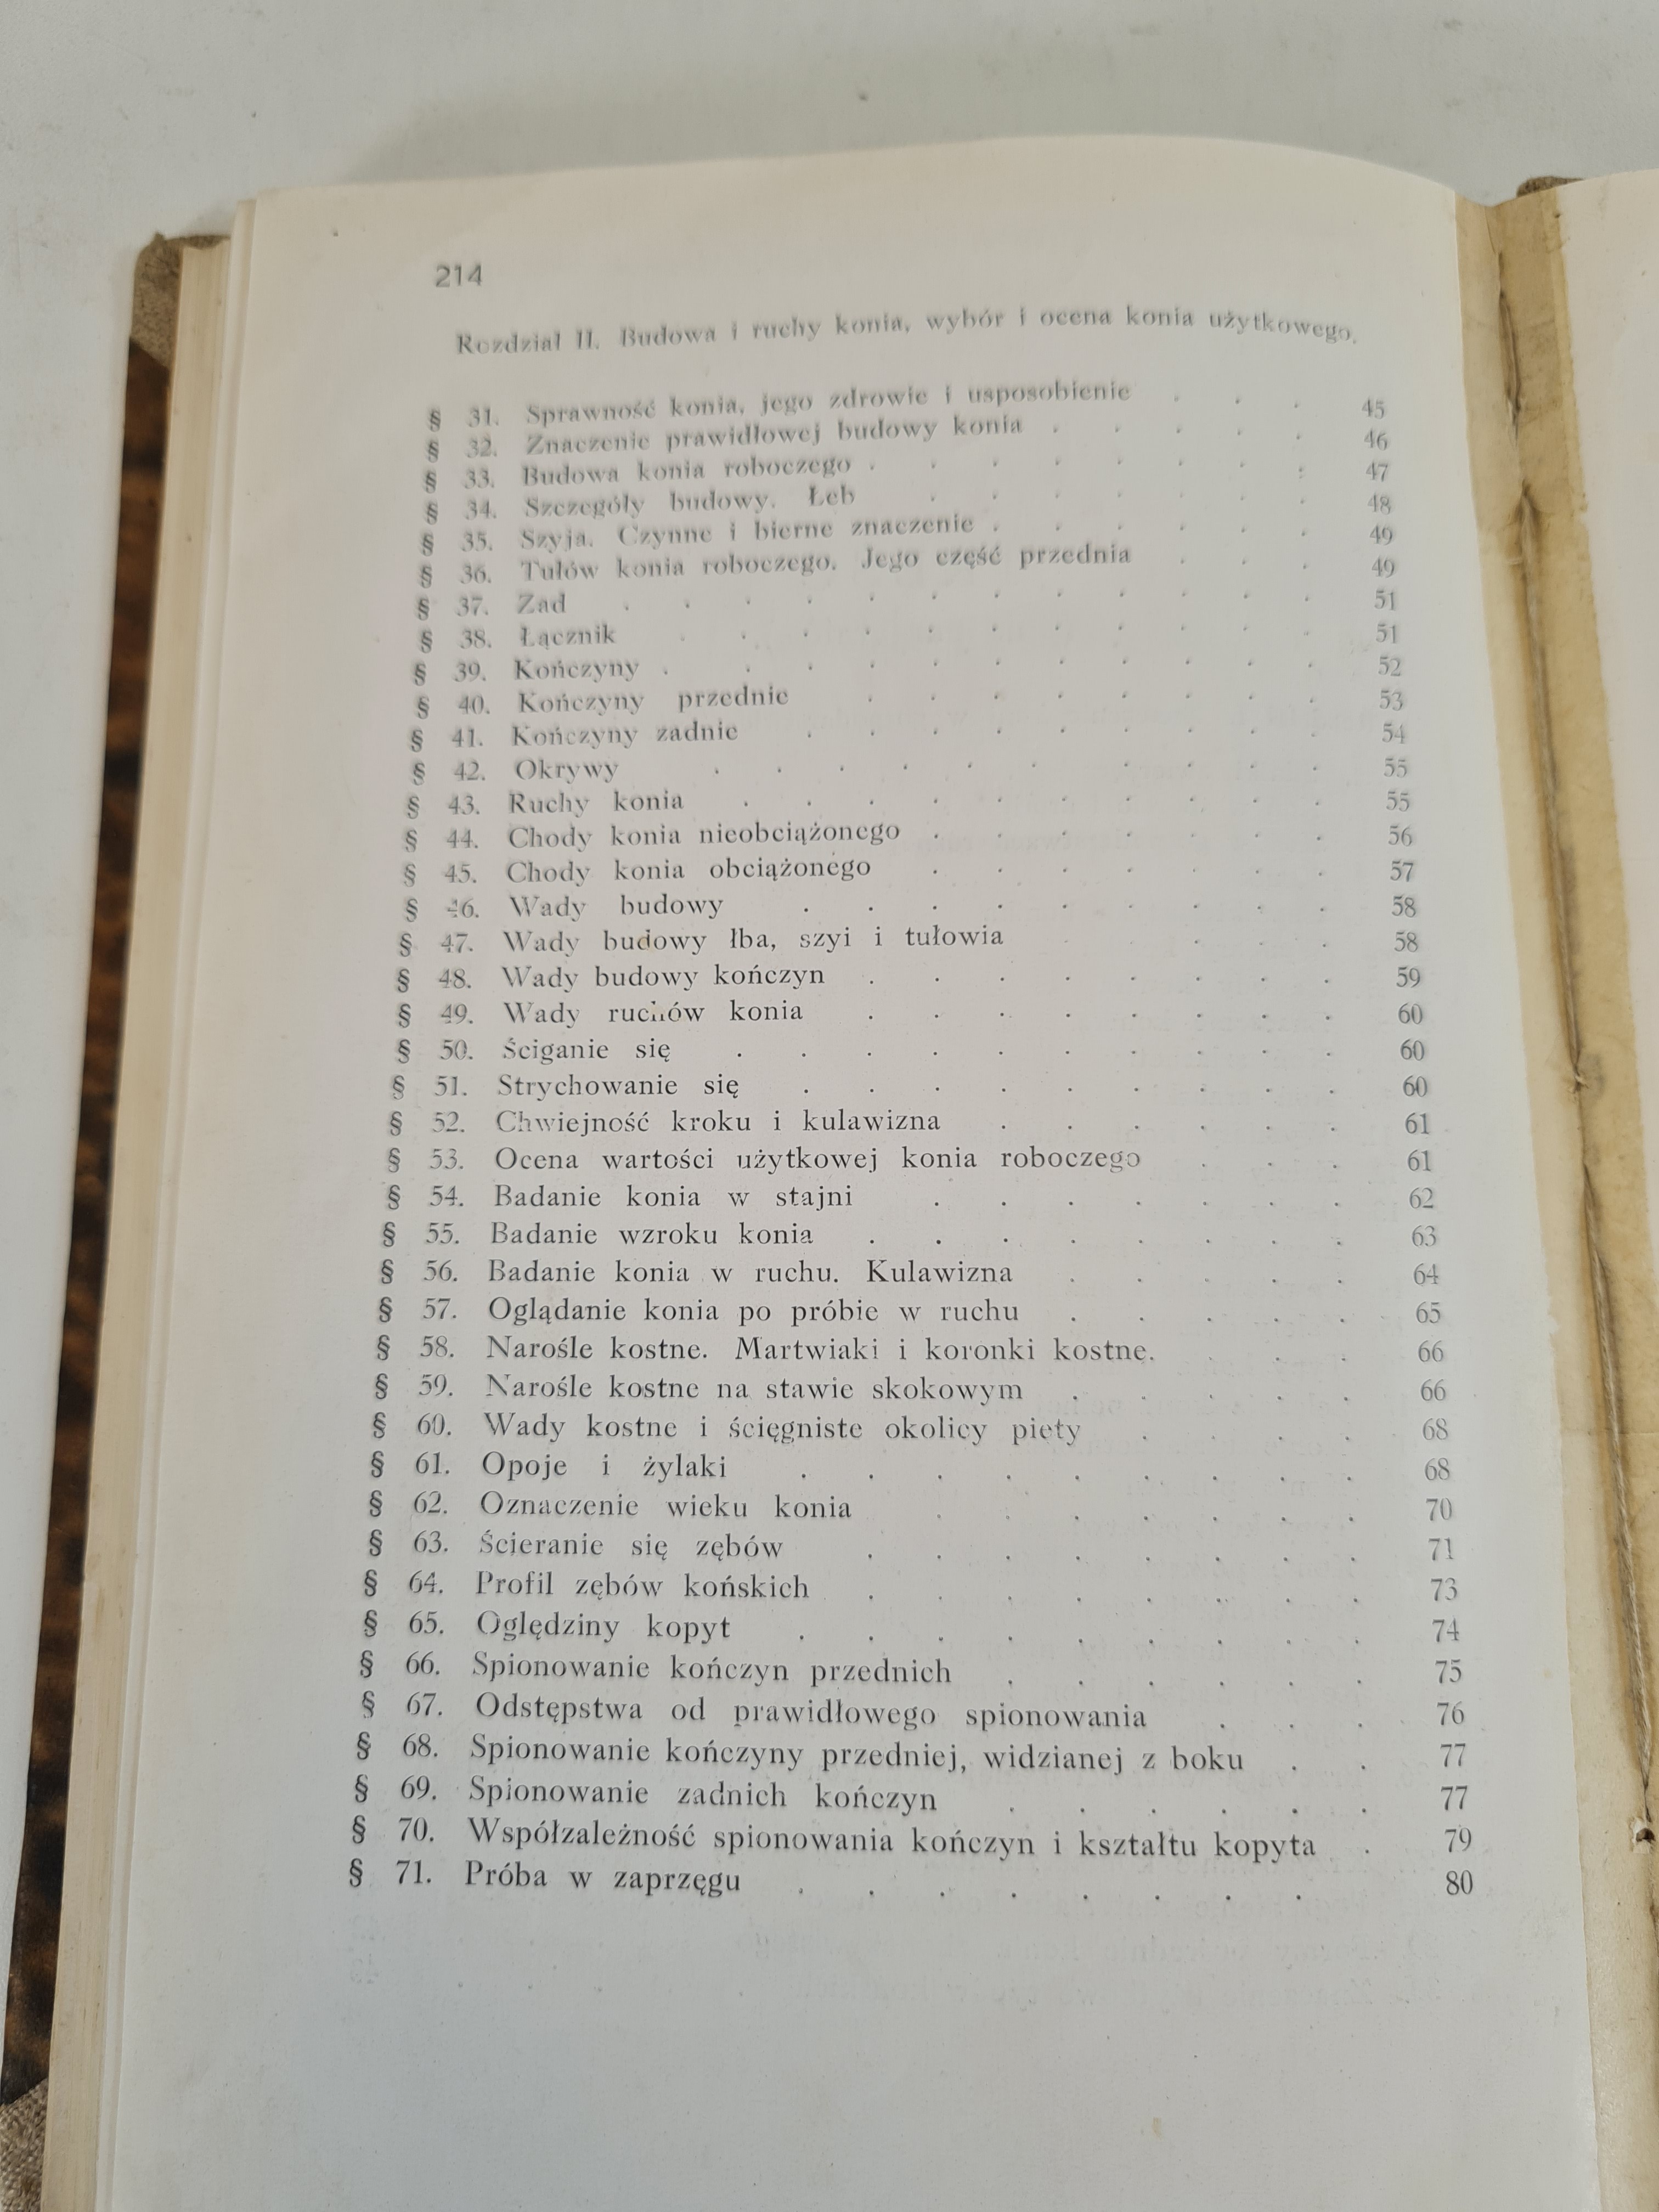 214
Rozdział II. Budowa i ruchy konia, wybór i ocena konia użytkowego.
§ 31. Sprawność konia, jego zdrowie i usposobienie . . . 45
§ 32. Znaczenie prawidłowej budowy konia . . . . . 46
§ 33. Budowa konia roboczego . . . . . . . . 47
§ 34. Szczegóły budowy. Łeb . . . . . . . 48
§ 35. Szyja. Czynne i bierne znaczenie . . . . . . 49
§ 36. Tułów konia roboczego. Jego część przednia . . . 49
§ 37. Zad . . . . . . . . . . . . 51
§ 38. Łącznik . . . . . . . . . . . 51
§ 39. Kończyny . . . . . . . . . . . 52
§ 40. Kończyny przednie . . . . . . . . 53
§ 41. Kończyny zadnie . . . . . . . . . 54
§ 42. Okrywy . . . . . . . . . . 55
§ 43. Ruchy konia . . . . . . . . . . 55
§ 44. Chody konia nieobciążonego . . . . . . . 56
§ 45. Chody konia obciążonego . . . . . . . 57
§ 46. Wady budowy . . . . . . . . . 58
§ 47. Wady budowy łba, szyi i tułowia . . . . 58
§ 48. Wady budowy kończyn . . . . . . . . 59
§ 49. Wady ruchów konia . . . . . . . . 60
§ 50. Ściganie się . . . . . . . . . . 60
§ 51. Strychowanie się . . . . . . . . . 60
§ 52. Chwiejność kroku i kulawizna . . . . . . 61
§ 53. Ocena wartości użytkowej konia roboczego . . . 61
§ 54. Badanie konia w stajni . . . . . . . 62
§ 55. Badanie wzroku konia . . . . . . . . 63
§ 56. Badanie konia w ruchu. Kulawizna . . . . . 64
§ 57. Oglądanie konia po próbie w ruchu . . . . . 65
§ 58. Narośle kostne. Martwiaki i koronki kostne. . . . 66
§ 59. Narośle kostne na stawie skokowym . . . . . 66
§ 60. Wady kostne i ścięgniste okolicy pięty . . . . 68
§ 61. Opoje i żylaki . . . . . . . . . 68
§ 62. Oznaczenie wieku konia . . . . . . . 70
§ 63. Ścieranie się zębów . . . . . . . . 71
§ 64. Profil zębów końskich . . . . . . . . 73
§ 65. Oględziny kopyt . . . . . . . . . 74
§ 66. Spionowanie kończyn przednich . . . . . . 75
§ 67. Odstępstwa od prawidłowego spionowania . . . 76
§ 68. Spionowanie kończyny przedniej, widzianej z boku . . 77
§ 69. Spionowanie zadnich kończyn . . . . . . 77
§ 70. Współzależność spionowania kończyn i kształtu kopyta . 79
§ 71. Próba w zaprzęgu . . . . . . . . 80